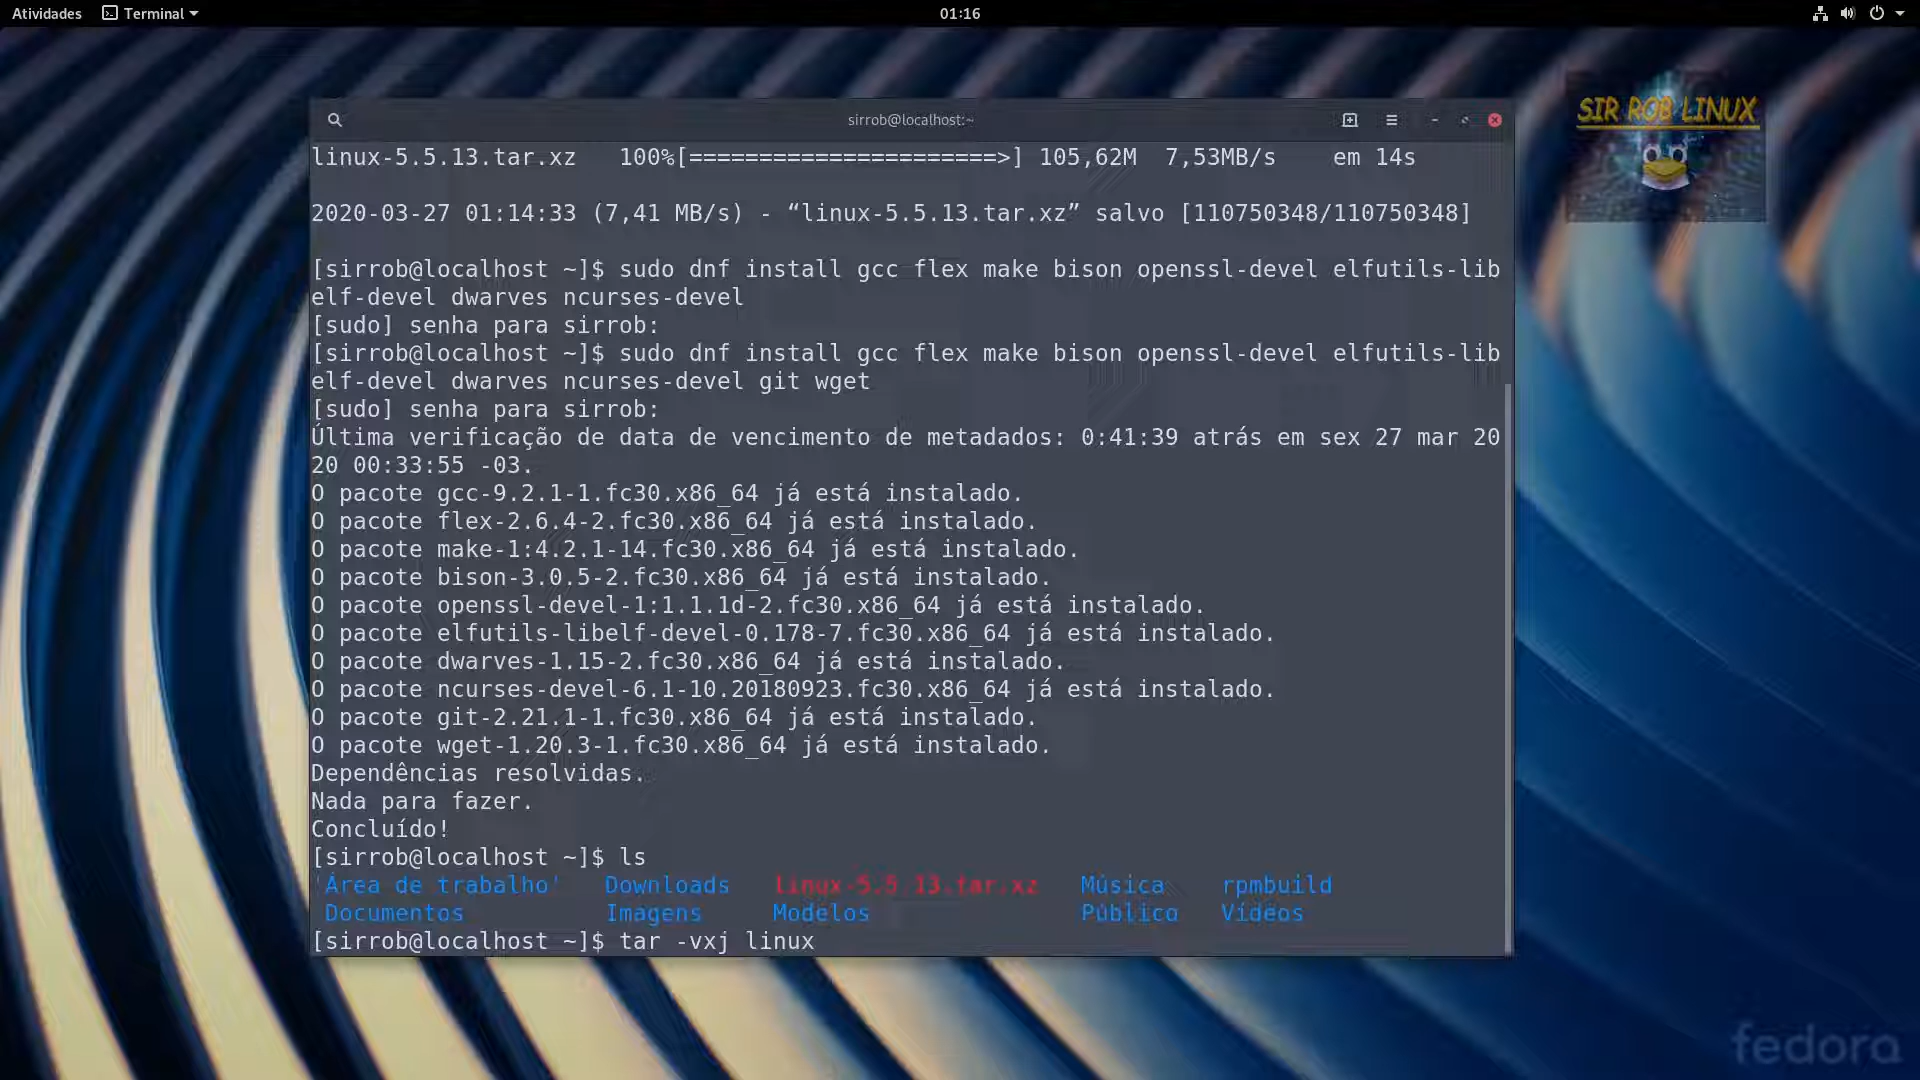 Atividades Terminal 01:16
SIR ROB LINUX
sirrob@localhost:~
linux-5.5.13.tar.xz 100%[======================>] 105,62M 7,53MB/s em 14s
2020-03-27 01:14:33 (7,41 MB/s) - “linux-5.5.13.tar.xz” salvo [110750348/110750348]
[sirrob@localhost ~]$ sudo dnf install gcc flex make bison openssl-devel elfutils-lib
elf-devel dwarves ncurses-devel
[sudo] senha para sirrob:
[sirrob@localhost ~]$ sudo dnf install gcc flex make bison openssl-devel elfutils-lib
elf-devel dwarves ncurses-devel git wget
[sudo] senha para sirrob:
Última verificação de data de vencimento de metadados: 0:41:39 atrás em sex 27 mar 20
20 00:33:55 -03.
O pacote gcc-9.2.1-1.fc30.x86_64 já está instalado.
O pacote flex-2.6.4-2.fc30.x86_64 já está instalado.
O pacote make-1:4.2.1-14.fc30.x86_64 já está instalado.
O pacote bison-3.0.5-2.fc30.x86_64 já está instalado.
O pacote openssl-devel-1:1.1.1d-2.fc30.x86_64 já está instalado.
O pacote elfutils-libelf-devel-0.178-7.fc30.x86_64 já está instalado.
O pacote dwarves-1.15-2.fc30.x86_64 já está instalado.
O pacote ncurses-devel-6.1-10.20180923.fc30.x86_64 já está instalado.
O pacote git-2.21.1-1.fc30.x86_64 já está instalado.
O pacote wget-1.20.3-1.fc30.x86_64 já está instalado.
Dependências resolvidas.
Nada para fazer.
Concluído!
[sirrob@localhost ~]$ ls
'Área de trabalho' Downloads linux-5.5.13.tar.xz Música rpmbuild
Documentos Imagens Modelos Público Vídeos
[sirrob@localhost ~]$ tar -vxj linux
fedora